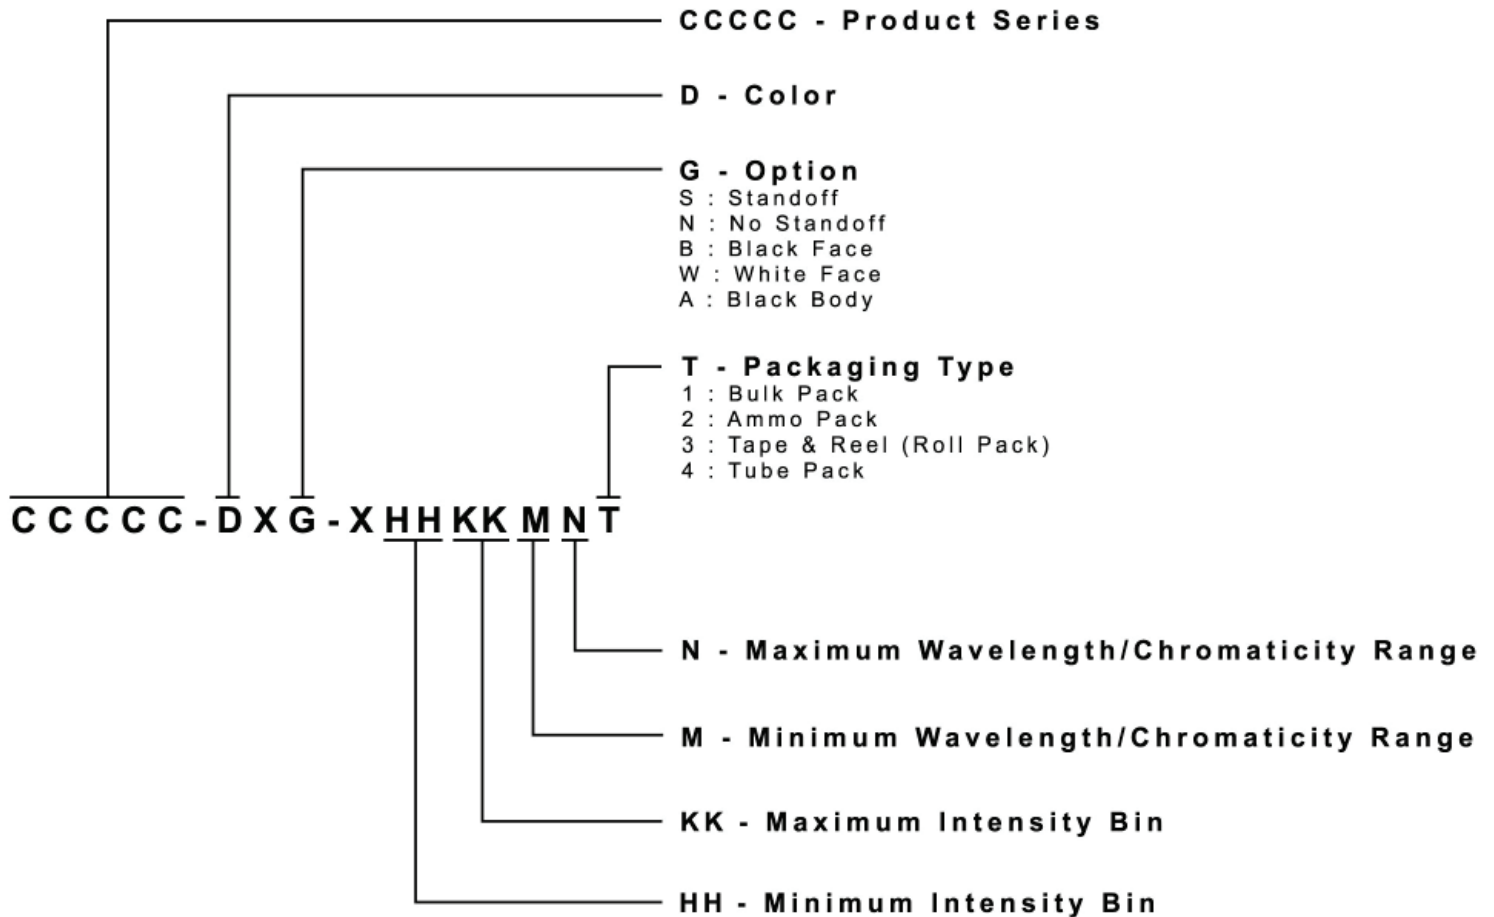 CCCCC - Product Series
D - Color
G - Option
S : Standoff
N : No Standoff
B : Black Face
W : White Face
A : Black Body
T - Packaging Type
1 : Bulk Pack
2 : Ammo Pack
3 : Tape & Reel (Roll Pack)
4 : Tube Pack
CCCCC-DXG-XHHKKMNT
N - Maximum Wavelength/Chromaticity Range
M - Minimum Wavelength/Chromaticity Range
KK - Maximum Intensity Bin
HH - Minimum Intensity Bin